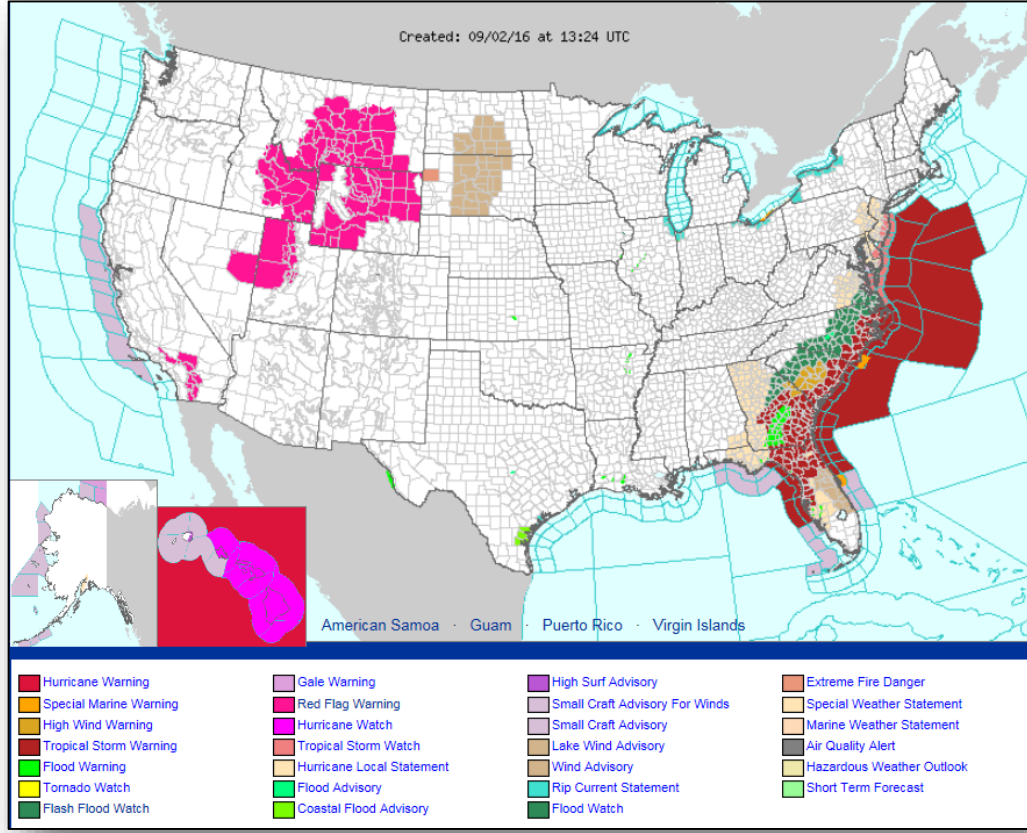 Created: 09/02/16 at 13:24 UTC
American Samoa · Guam · Puerto Rico · Virgin Islands
Hurricane Warning
Special Marine Warning
High Wind Warning
Tropical Storm Warning
Flood Warning
Tornado Watch
Flash Flood Watch
Gale Warning
Red Flag Warning
Hurricane Watch
Tropical Storm Watch
Hurricane Local Statement
Flood Advisory
Coastal Flood Advisory
High Surf Advisory
Small Craft Advisory For Winds
Small Craft Advisory
Lake Wind Advisory
Wind Advisory
Rip Current Statement
Flood Watch
Extreme Fire Danger
Special Weather Statement
Marine Weather Statement
Air Quality Alert
Hazardous Weather Outlook
Short Term Forecast